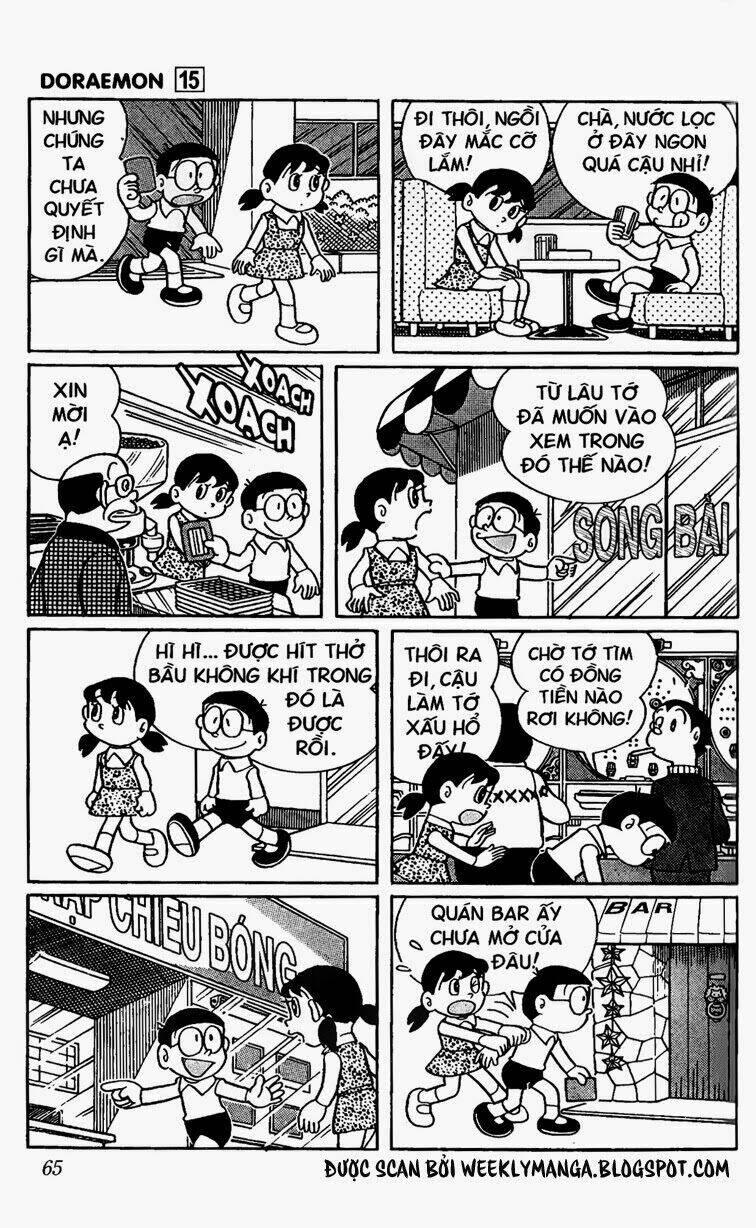 DORAEMON 15
CHÀ, NƯỚC LỌC
Ở ĐÂY NGON
QUÁ CẬU NHỈ!
ĐI THÔI, NGỒI
ĐÂY MẮC CỠ
LẮM!
NHƯNG
CHÚNG
TA
CHƯA
QUYẾT
ĐỊNH
GÌ MÀ.
TỪ LÂU TỚ
ĐÃ MUỐN VÀO
XEM TRONG
ĐÓ THẾ NÀO!
SONG BÀI
XOẠCH
XOẠCH
XIN
MỜI
Ạ!
CHỜ TỚ TÌM
CÓ ĐỒNG
TIỀN NÀO
RƠI KHÔNG!
THÔI RA
ĐI, CẬU
LÀM TỚ
XẤU HỔ
ĐẤY!
XXXX
HÌ HÌ... ĐƯỢC HÍT THỞ
BẦU KHÔNG KHÍ TRONG
ĐÓ LÀ
ĐƯỢC
RỒI.
BAR
QUÁN BAR ẤY
CHƯA MỞ CỬA
ĐÂU!
ẠP CHIẾU BÓNG
65
ĐƯỢC SCAN BỞI WEEKLYMANGA.BLOGSPOT.COM